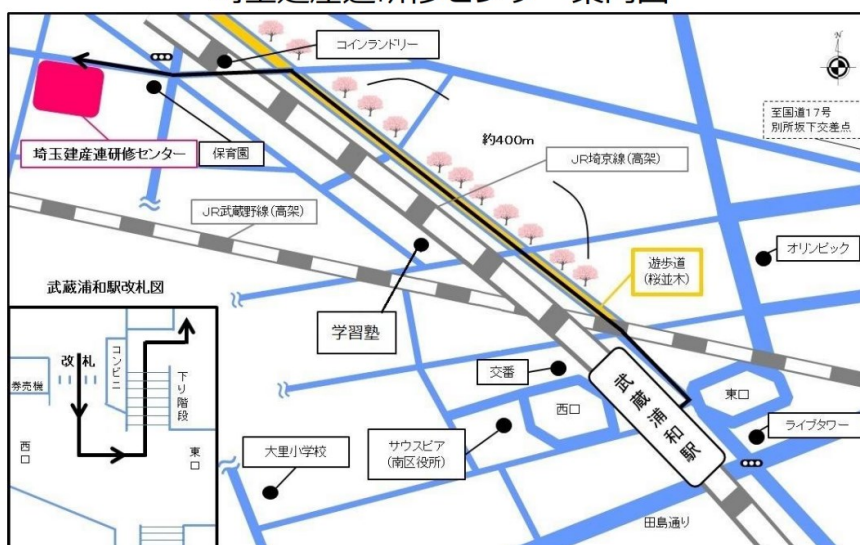 埼玉建産連研修センター 案内図
コインランドリー
N
至国道17号
別所坂下交差点
約400m
埼玉建産連研修センター
保育園
JR埼京線(高架)
JR武蔵野線(高架)
オリンピック
遊歩道
(桜並木)
武蔵浦和駅改札図
学習塾
改札
コンビニ
券売機
下り階段
西口
東口
交番
西口
武蔵浦和駅
東口
大里小学校
サウスピア
(南区役所)
ライブタワー
田島通り